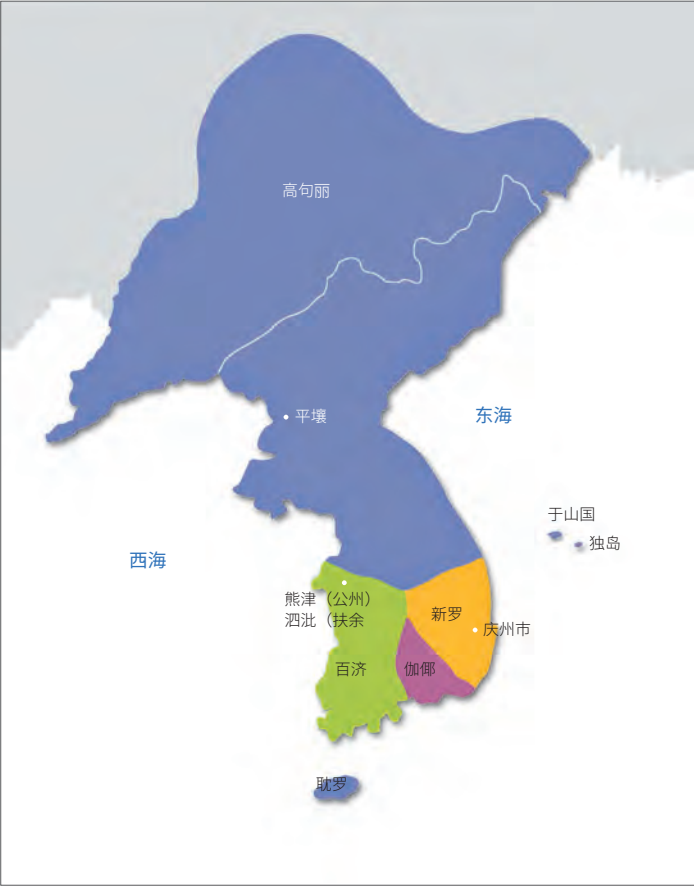 高句丽
平壤
东海
于山国
独岛
西海
熊津（公州）
泗沘（扶余
新罗
庆州市
百济
伽倻
耽罗